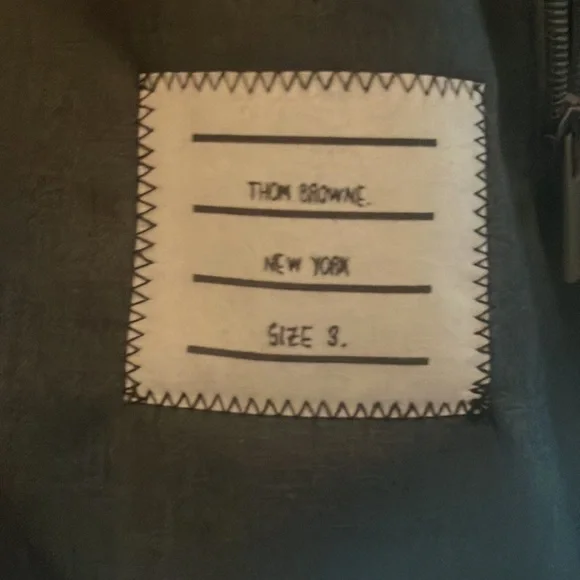 THOM BROWNE.
NEW YORK
SIZE 3.